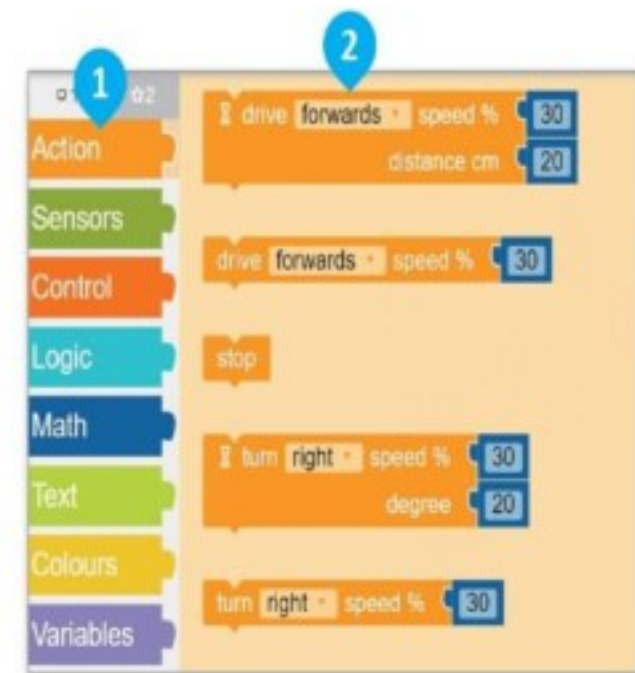 1
2
Action
Sensors
Control
Logic
Math
Text
Colours
Variables
drive forwards speed % 30
distance cm 20
drive forwards speed % 30
stop
turn right speed % 30
degree 20
turn right speed % 30